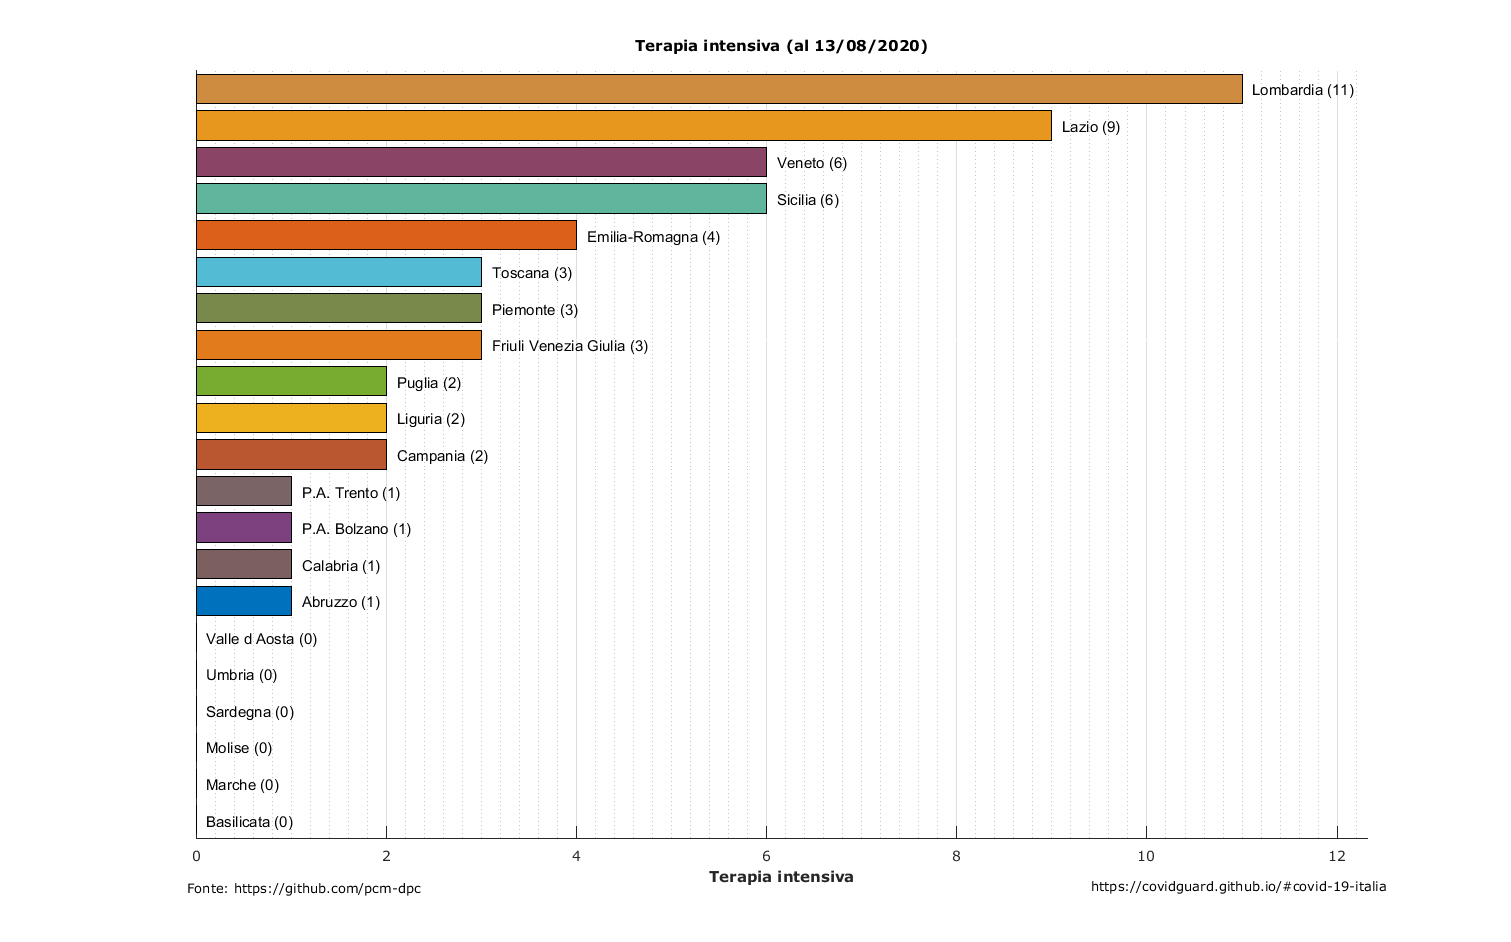 Terapia intensiva (al 13/08/2020)
Lombardia (11)
Lazio (9)
Veneto (6)
Sicilia (6)
Emilia-Romagna (4)
Toscana (3)
Piemonte (3)
Friuli Venezia Giulia (3)
Puglia (2)
Liguria (2)
Campania (2)
P.A. Trento (1)
P.A. Bolzano (1)
Calabria (1)
Abruzzo (1)
Valle d Aosta (0)
Umbria (0)
Sardegna (0)
Molise (0)
Marche (0)
Basilicata (0)
0 2 4 6 8 10 12
Terapia intensiva
Fonte: https://github.com/pcm-dpc
https://covidguard.github.io/#covid-19-italia